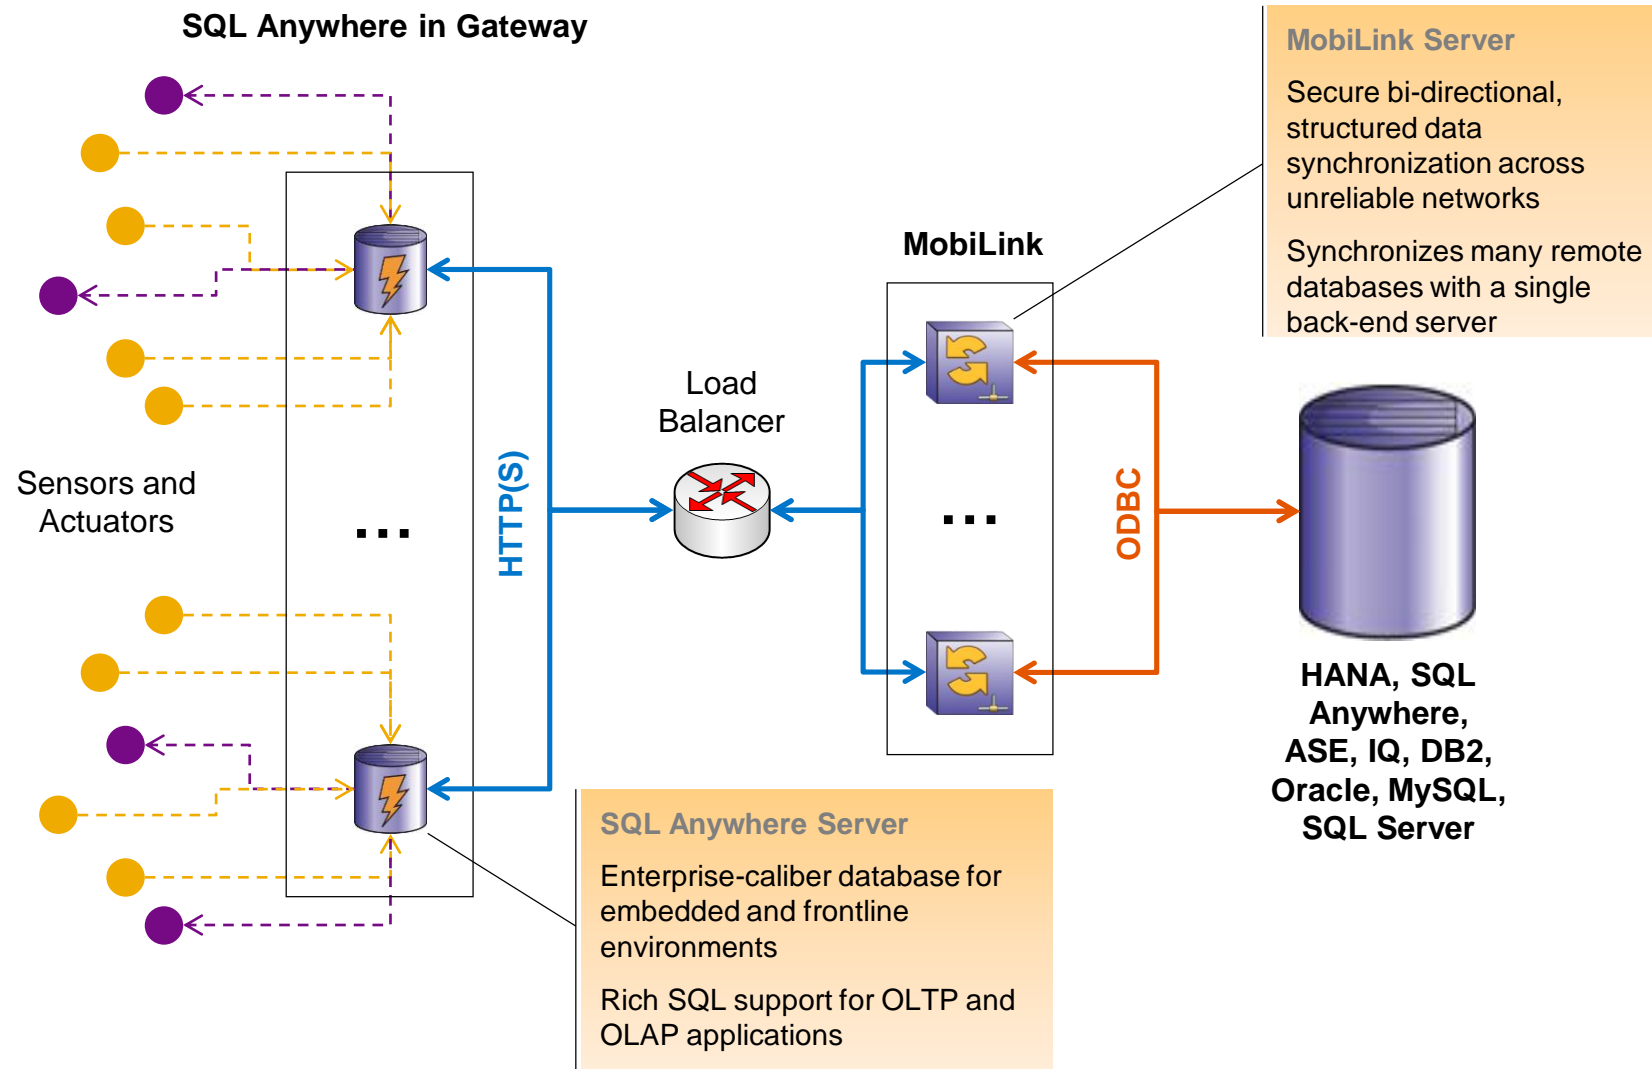 SQL Anywhere in Gateway
MobiLink Server
Secure bi-directional,
structured data
synchronization across
unreliable networks
Synchronizes many remote
databases with a single
back-end server
MobiLink
Load
Balancer
Sensors and
Actuators
...
HTTP(S)
...
ODBC
HANA, SQL
Anywhere,
ASE, IQ, DB2,
Oracle, MySQL,
SQL Server
SQL Anywhere Server
Enterprise-caliber database for
embedded and frontline
environments
Rich SQL support for OLTP and
OLAP applications